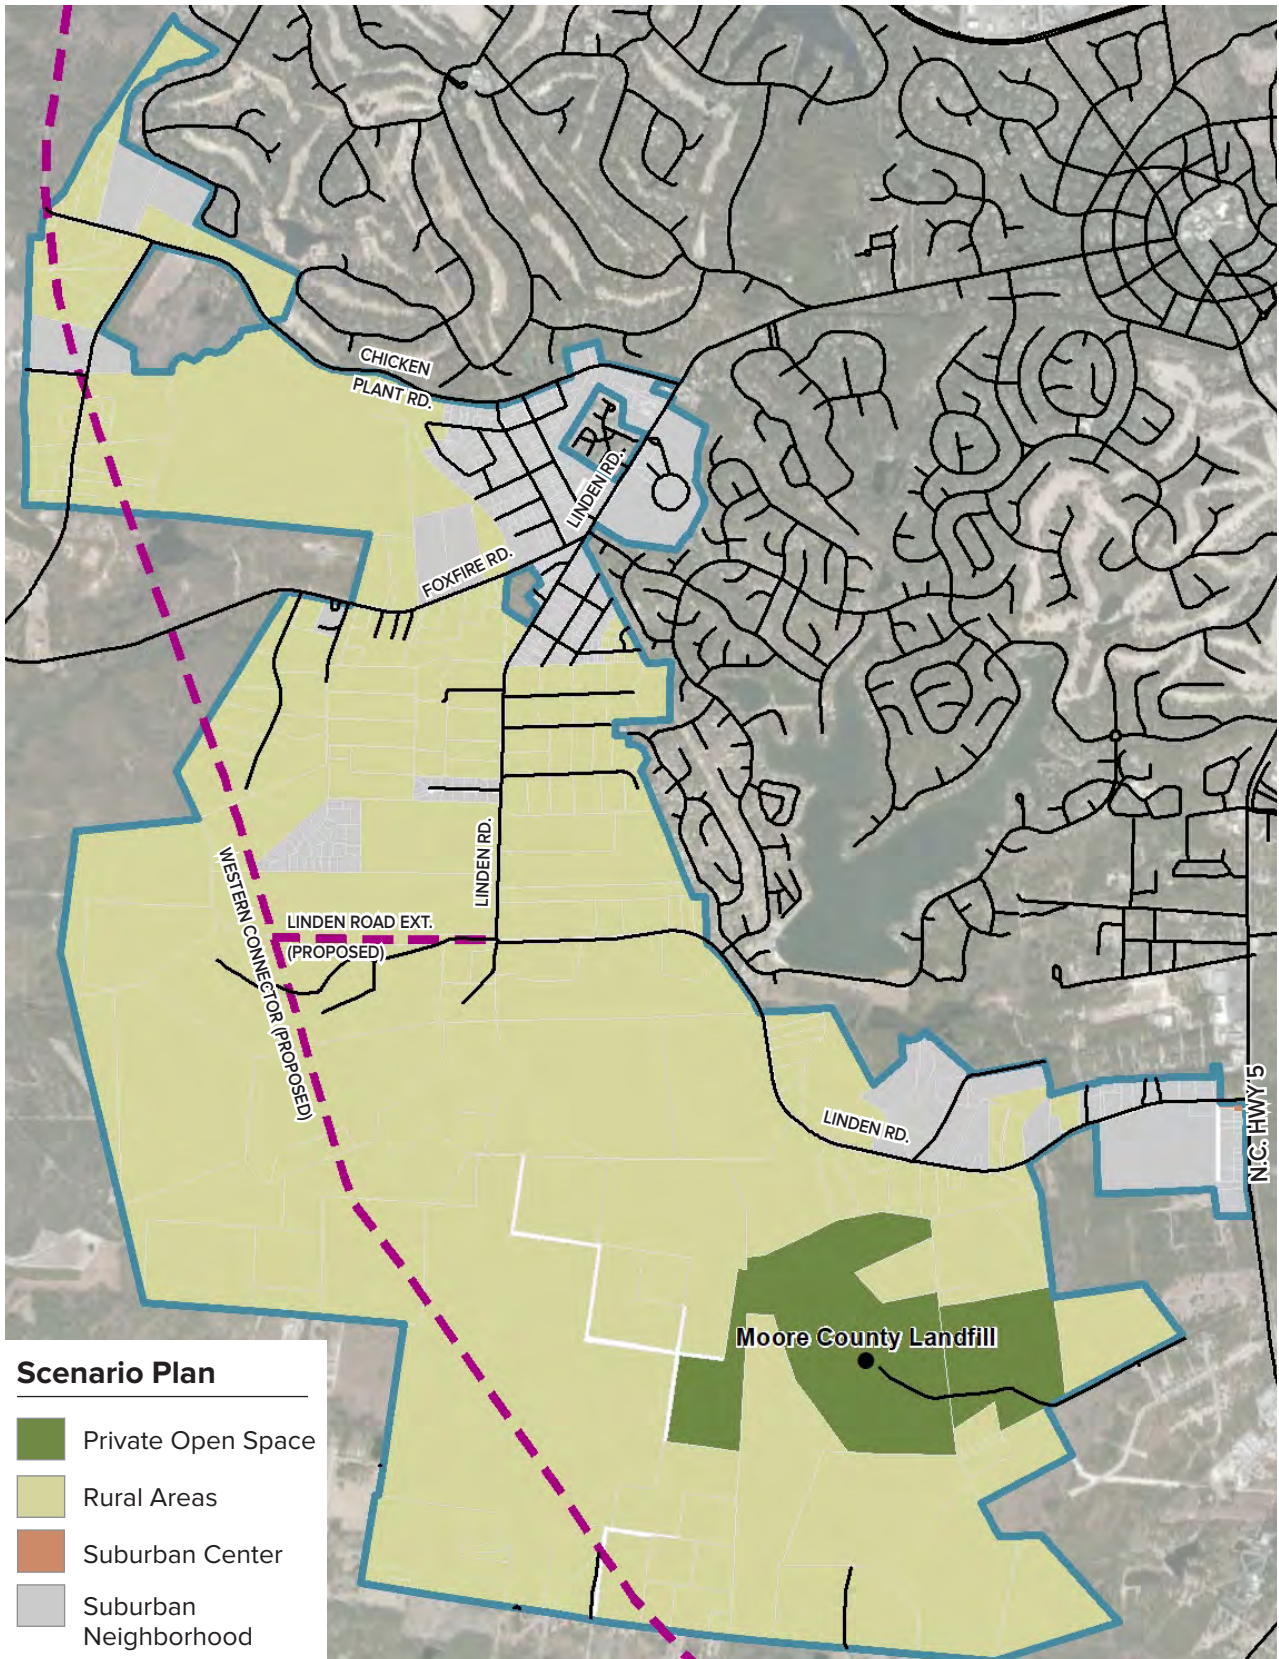 CHICKEN
PLANT RD.
LINDEN RD.
FOXFIRE RD.
LINDEN RD.
WESTERN CONNECTOR (PROPOSED)
LINDEN ROAD EXT.
(PROPOSED)
LINDEN RD.
N.C. HWY 5
Moore County Landfill
Scenario Plan
Private Open Space
Rural Areas
Suburban Center
Suburban
Neighborhood